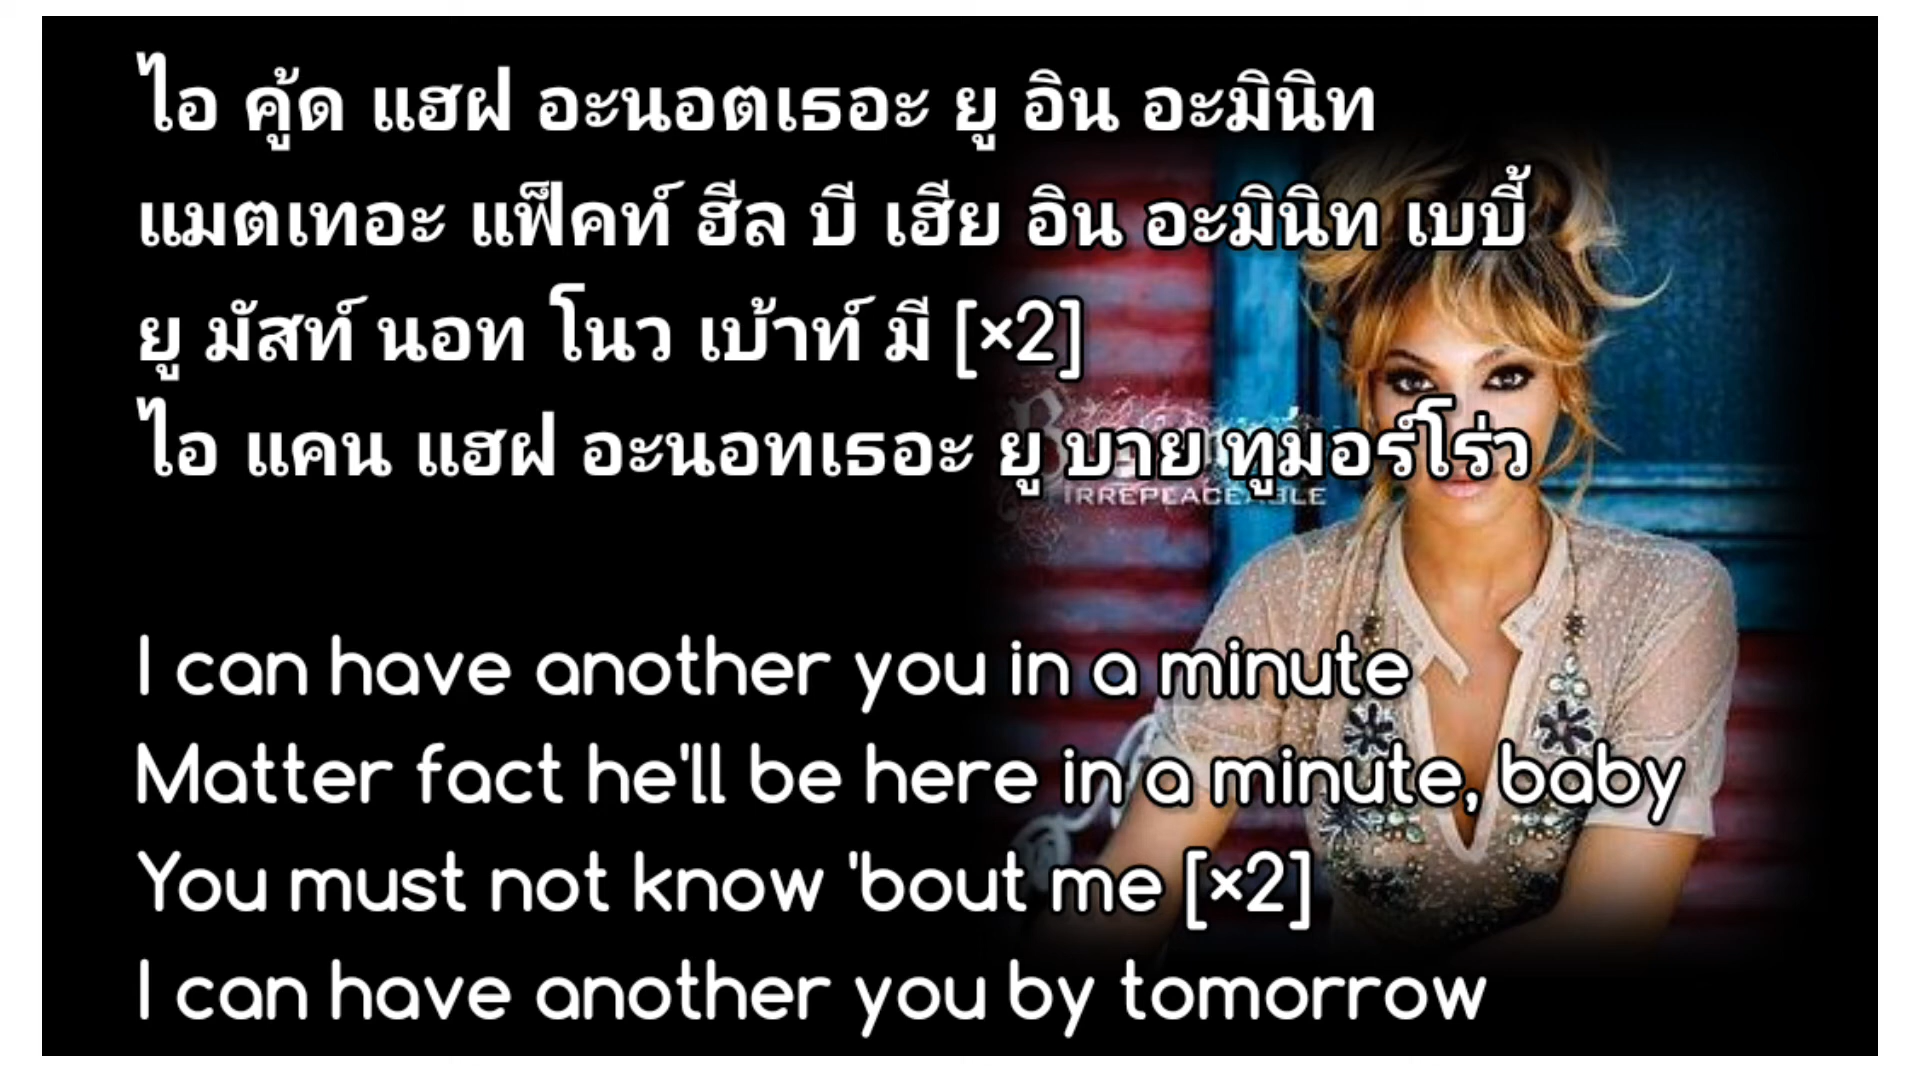 ไอ คู้ด แฮฝ อะนอตเธอะ ยู อิน อะมินิท
แมตเทอะ แฟ็คท์ ฮีล บี เฮีย อิน อะมินิท เบบี้
ยู มัสท์ นอท โนว เบ้าท์ มี [×2]
ไอ แคน แฮฝ อะนอทเธอะ ยู บาย ทูมอร์โร่ว
IRREPLACEABLE
I can have another you in a minute
Matter fact he'll be here in a minute, baby
You must not know 'bout me [×2]
I can have another you by tomorrow